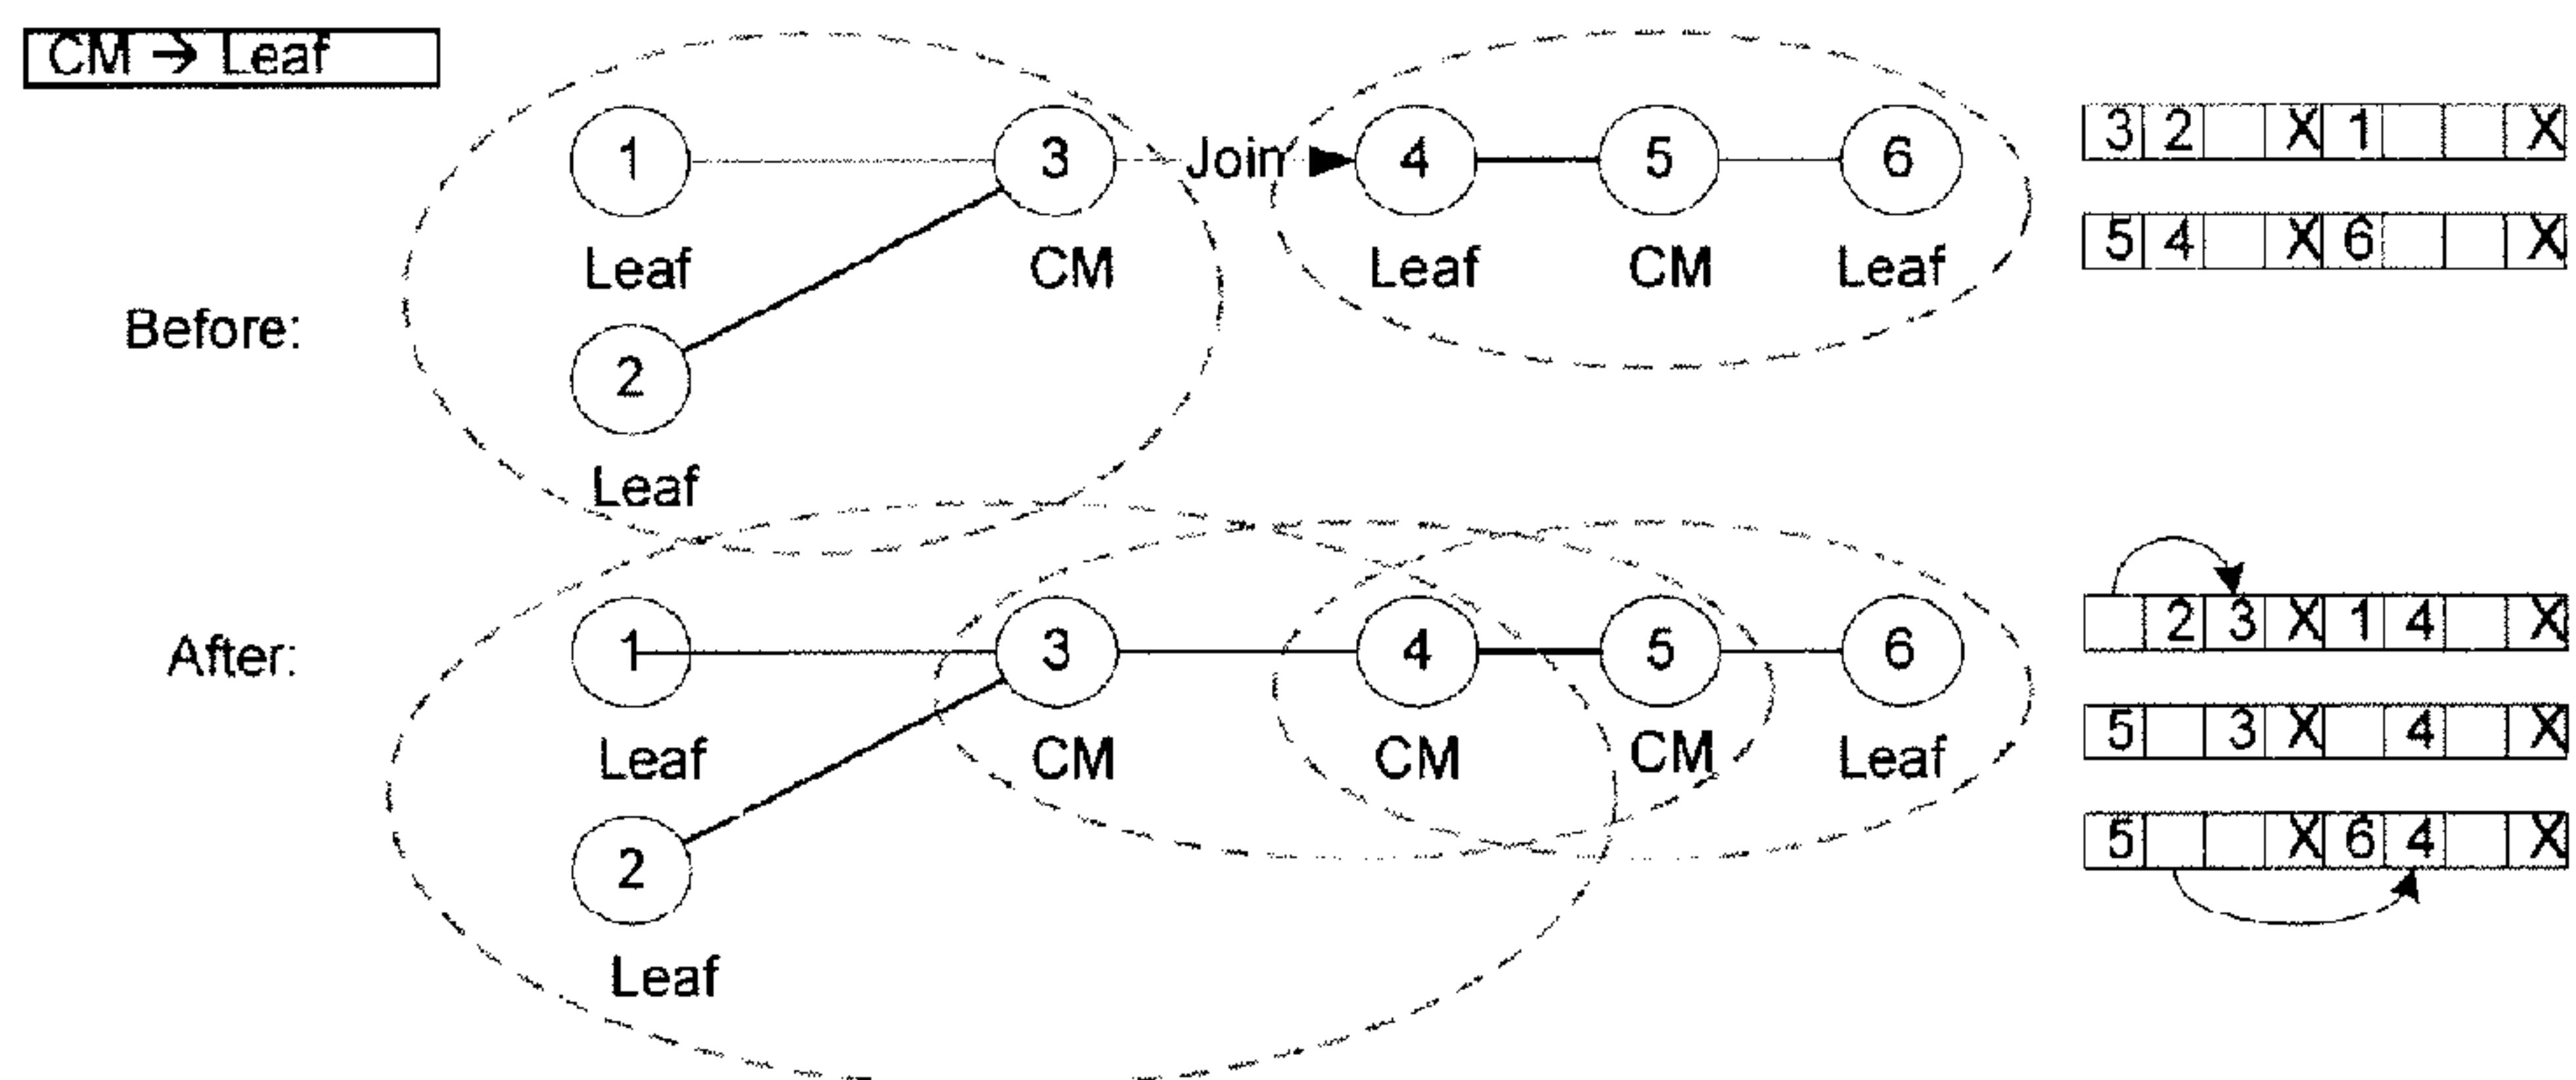 CM → Leaf
1 3 Join 4 5 6
3 2 X 1 X
Leaf CM Leaf CM Leaf
5 4 X 6 X
Before:
2
Leaf
After:
1 3 4 5 6
2 3 X 1 4 X
Leaf CM CM CM Leaf
5 3 X 4 X
2
5 X 6 4 X
Leaf